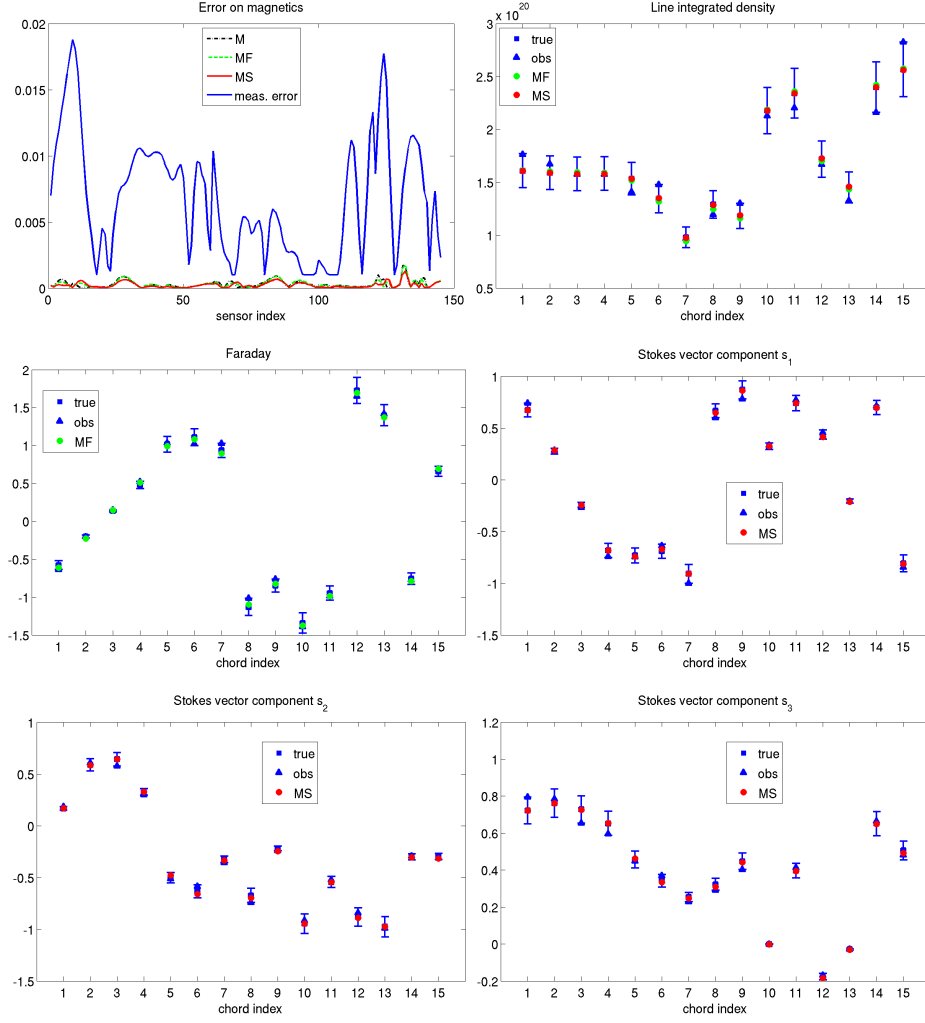 Error on magnetics
0.02
0.015
0.01
0.005
0
0
50
100
150
sensor index
M
MF
MS
meas. error
Line integrated density
x 10^20
3
2.5
2
1.5
1
0.5
1 2 3 4 5 6 7 8 9 10 11 12 13 14 15
chord index
true
obs
MF
MS
Faraday
2
1.5
1
0.5
0
-0.5
-1
-1.5
1 2 3 4 5 6 7 8 9 10 11 12 13 14 15
chord index
true
obs
MF
Stokes vector component s_1
1
0.5
0
-0.5
-1
-1.5
1 2 3 4 5 6 7 8 9 10 11 12 13 14 15
chord index
true
obs
MS
Stokes vector component s_2
1
0.5
0
-0.5
-1
-1.5
1 2 3 4 5 6 7 8 9 10 11 12 13 14 15
chord index
true
obs
MS
Stokes vector component s_3
1.2
1
0.8
0.6
0.4
0.2
0
-0.2
1 2 3 4 5 6 7 8 9 10 11 12 13 14 15
chord index
true
obs
MS